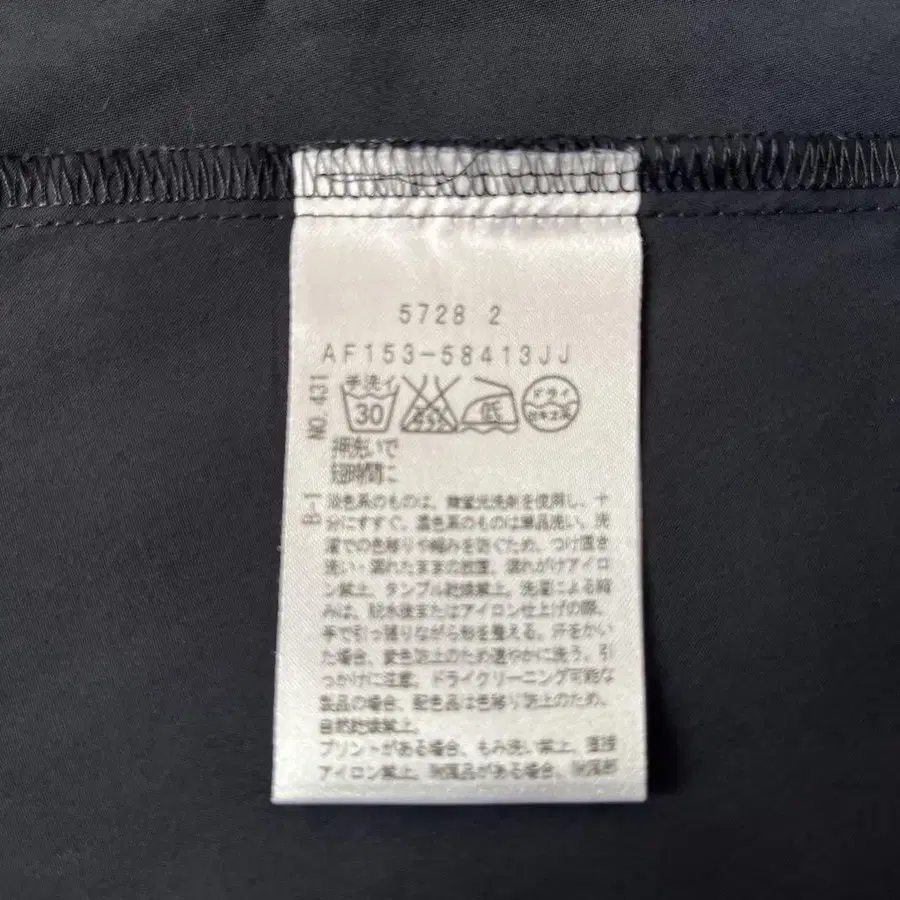 5728 2
AF153-58413JJ
NO.431
手洗イ
30
低
ドライ
押洗いで
短時間に
B-1
淡色系のものは、無蛍光洗剤を使用し、十
分にすすぐ。濃色系のものは単品洗い。洗
濯での色移りや縮みを防ぐため、つけ置き
洗い・濡れたままの放置、濡れがけアイロ
ン禁止、タンブル乾燥禁止。洗濯による縮
みは、脱水後またはアイロン仕上げの際、
手で引っ張りながら形を整える。汗をかい
た場合、変色防止のため速やかに洗う。引
っかけに注意。ドライクリーニング可能な
製品の場合、配色品は色移り防止のため、
自然乾燥禁止。
プリントがある場合、もみ洗い禁止、直接
アイロン禁止。附属品がある場合、附属部